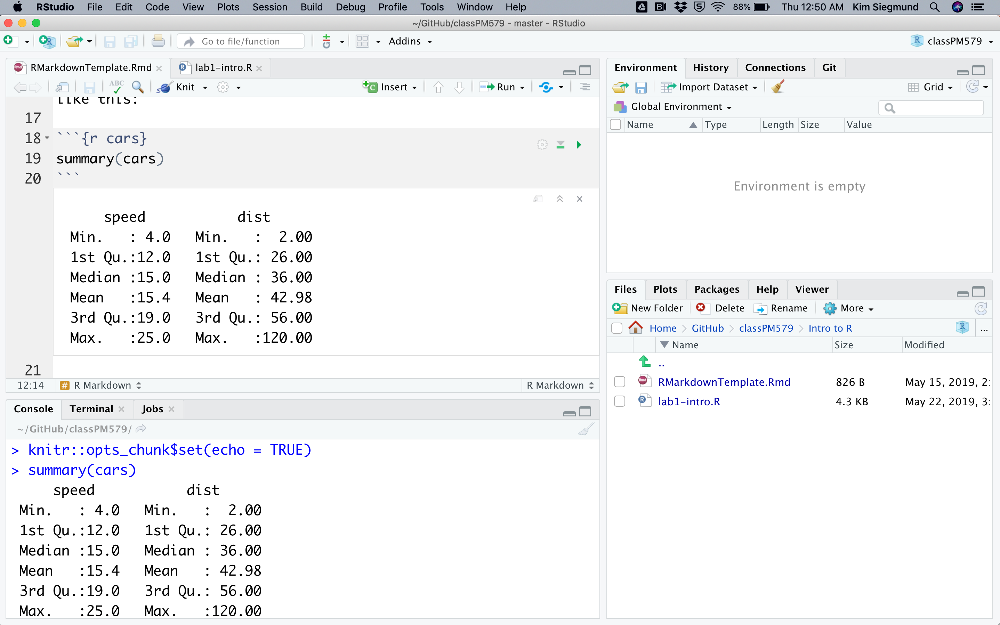 RStudio File Edit Code View Plots Session Build Debug Profile Tools Window Help 88% Thu 12:50 AM Kim Siegmund
~/GitHub/classPM579 - master - RStudio
Go to file/function Addins classPM579
RMarkdownTemplate.Rmd lab1-intro.R
ABC Knit Insert Run
like this:
17
18 ```{r cars}
19 summary(cars)
20 ```
     speed           dist
 Min.   : 4.0   Min.   :  2.00
 1st Qu.:12.0   1st Qu.: 26.00
 Median :15.0   Median : 36.00
 Mean   :15.4   Mean   : 42.98
 3rd Qu.:19.0   3rd Qu.: 56.00
 Max.   :25.0   Max.   :120.00
21
12:14 # R Markdown R Markdown
Console Terminal Jobs
~/GitHub/classPM579/
> knitr::opts_chunk$set(echo = TRUE)
> summary(cars)
     speed           dist
 Min.   : 4.0   Min.   :  2.00
 1st Qu.:12.0   1st Qu.: 26.00
 Median :15.0   Median : 36.00
 Mean   :15.4   Mean   : 42.98
 3rd Qu.:19.0   3rd Qu.: 56.00
 Max.   :25.0   Max.   :120.00
Environment History Connections Git
Import Dataset Grid
Global Environment
Name Type Length Size Value
Environment is empty
Files Plots Packages Help Viewer
New Folder Delete Rename More
Home > GitHub > classPM579 > Intro to R ...
Name Size Modified
..
RMarkdownTemplate.Rmd 826 B May 15, 2019, 2:
lab1-intro.R 4.3 KB May 22, 2019, 3: